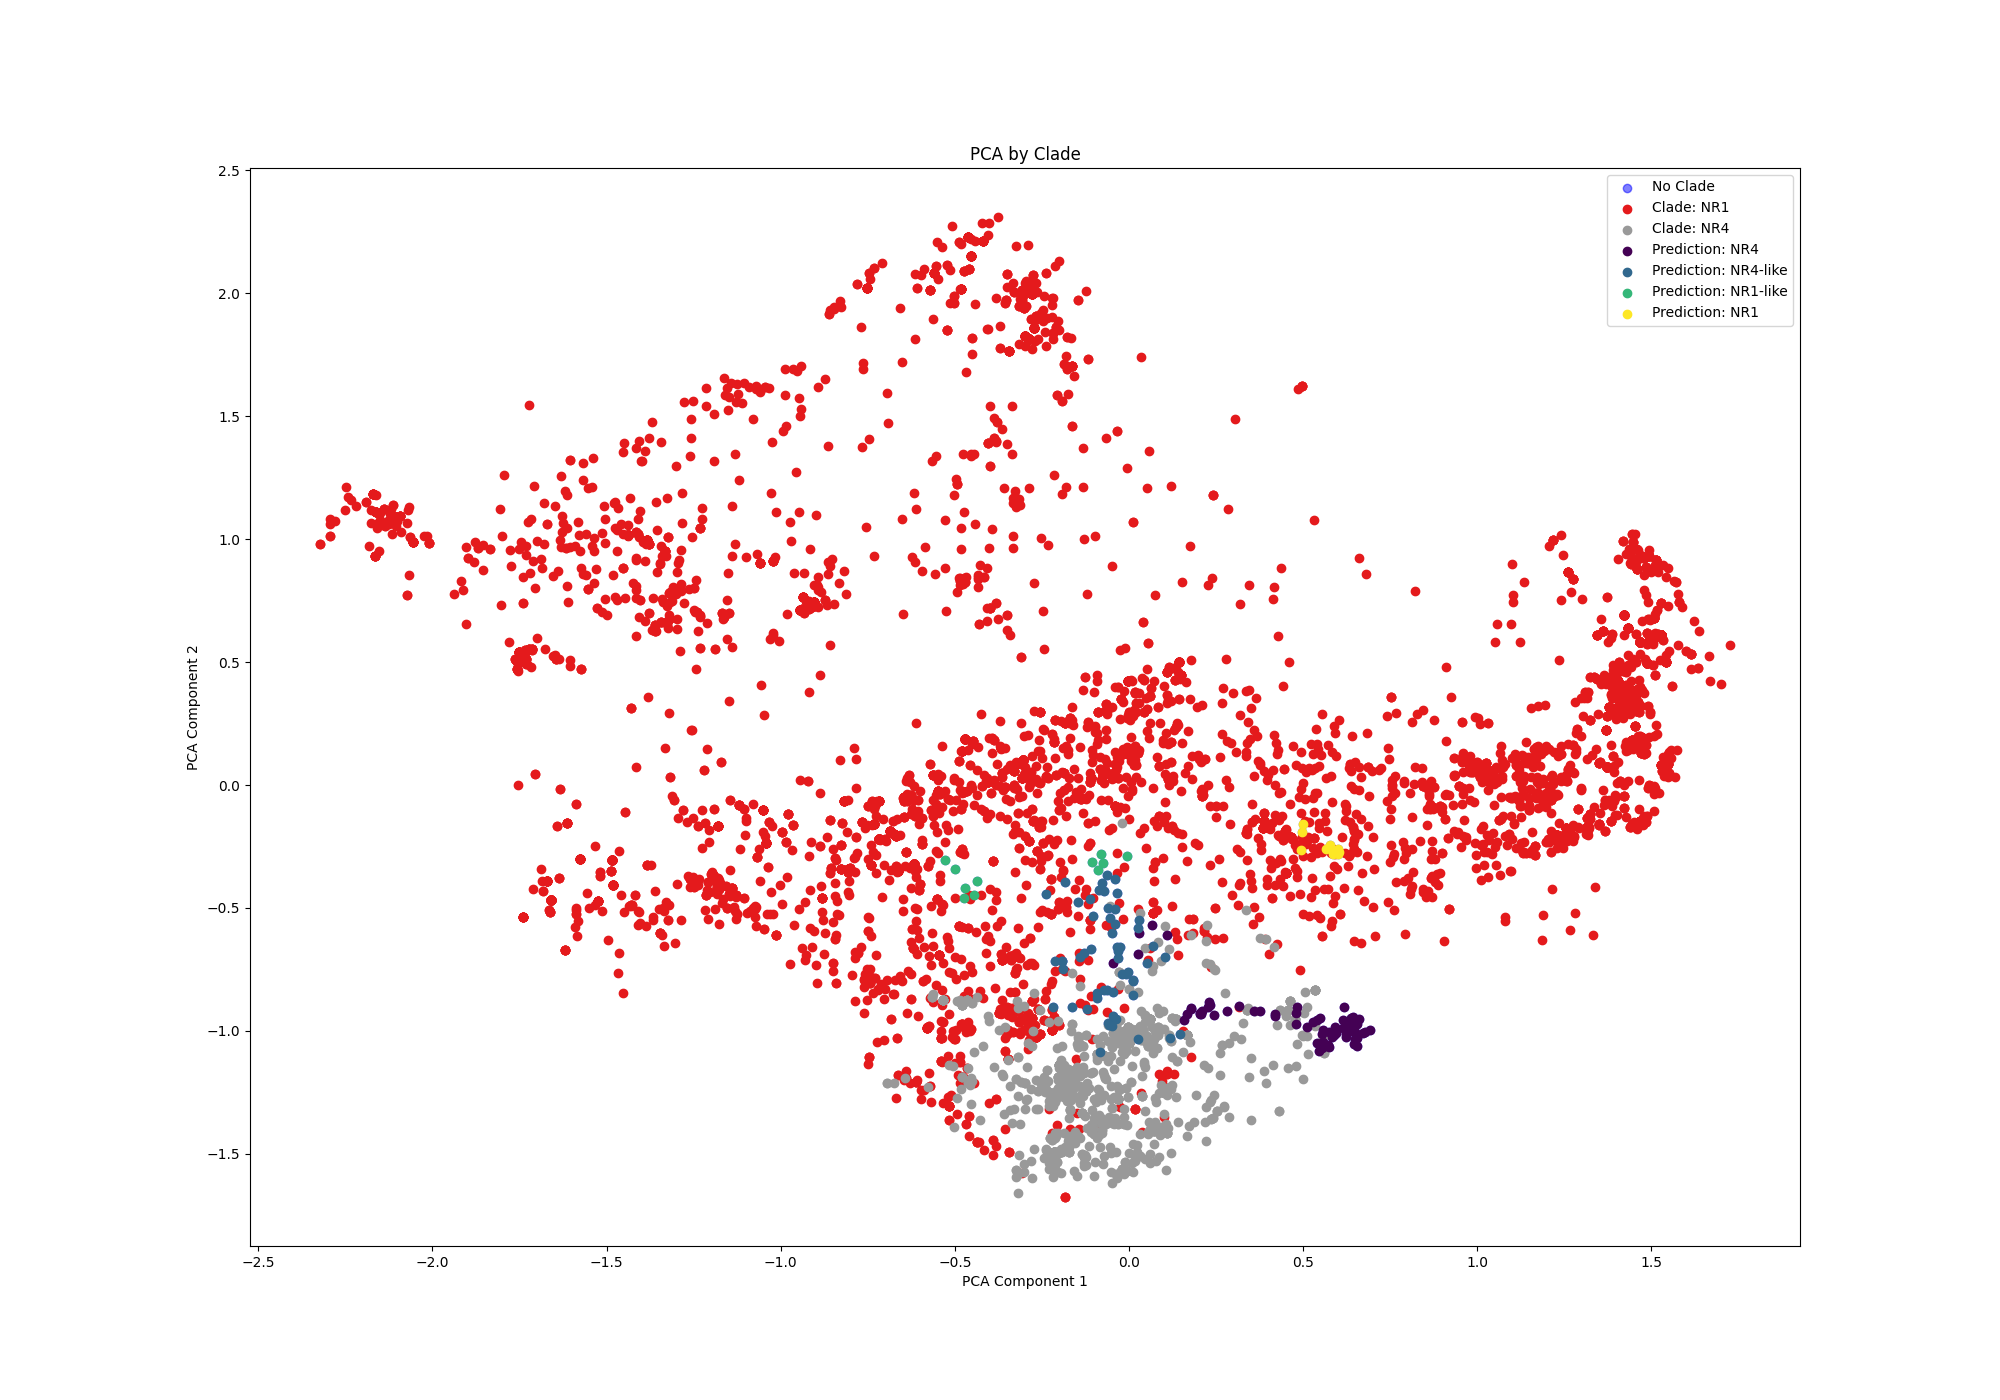 PCA by Clade
No Clade
Clade: NR1
Clade: NR4
Prediction: NR4
Prediction: NR4-like
Prediction: NR1-like
Prediction: NR1
2.5
2.0
1.5
1.0
0.5
0.0
−0.5
−1.0
−1.5
PCA Component 2
−2.5
−2.0
−1.5
−1.0
−0.5
0.0
0.5
1.0
1.5
PCA Component 1